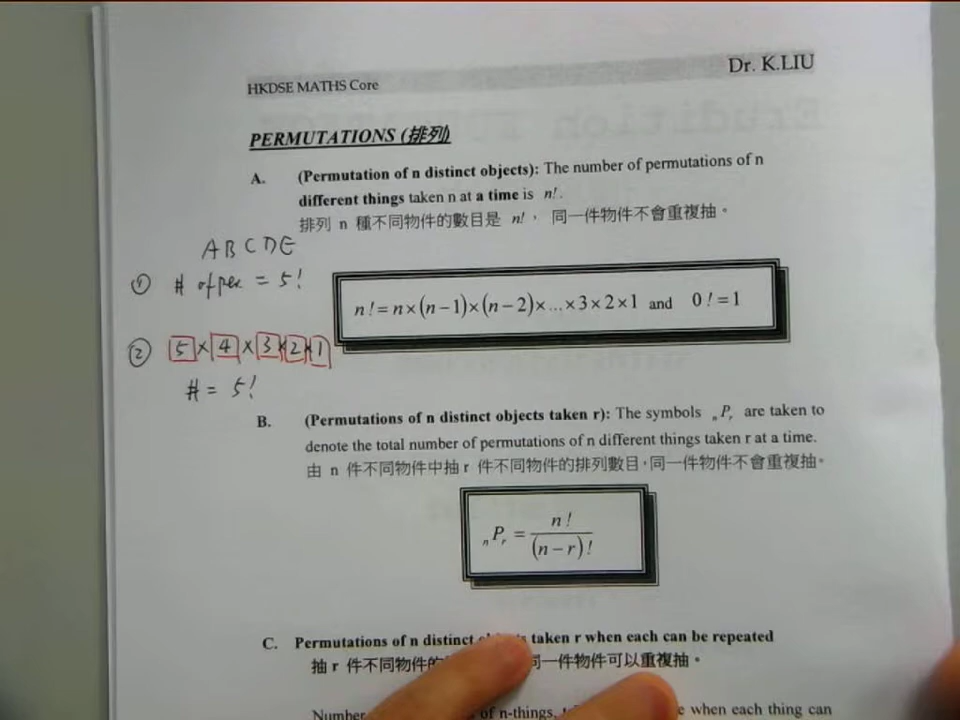 HKDSE MATHS Core
Dr. K.LIU
PERMUTATIONS (排列)
A. (Permutation of n distinct objects): The number of permutations of n
different things taken n at a time is n!.
排列 n 種不同物件的數目是 n!， 同一件物件不會重複抽。
A B C D E
① # of per = 5!
n!=n×(n−1)×(n−2)×...×3×2×1 and 0!=1
② 5 × 4 × 3 × 2 × 1
# = 5!
B. (Permutations of n distinct objects taken r): The symbols ₙPᵣ are taken to
denote the total number of permutations of n different things taken r at a time.
由 n 件不同物件中抽 r 件不同物件的排列數目，同一件物件不會重複抽。
ₙPᵣ = n! / (n−r)!
C. Permutations of n distinct taken r when each can be repeated
抽 r 件不同物件的 同一件物件可以重複抽。
Number of n-things, when each thing can